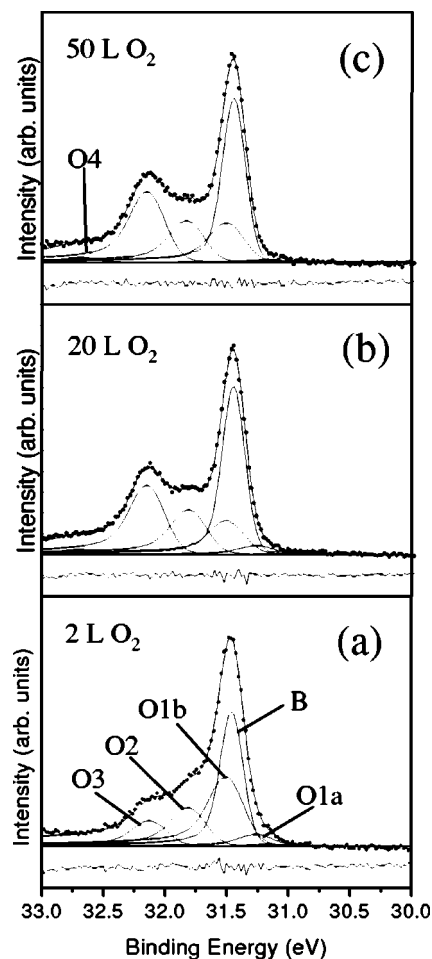 50 L O2
(c)
O4
Intensity (arb. units)
20 L O2
(b)
Intensity (arb. units)
2 L O2
(a)
O1b
B
O2
O3
O1a
Intensity (arb. units)
33.0 32.5 32.0 31.5 31.0 30.5 30.0
Binding Energy (eV)